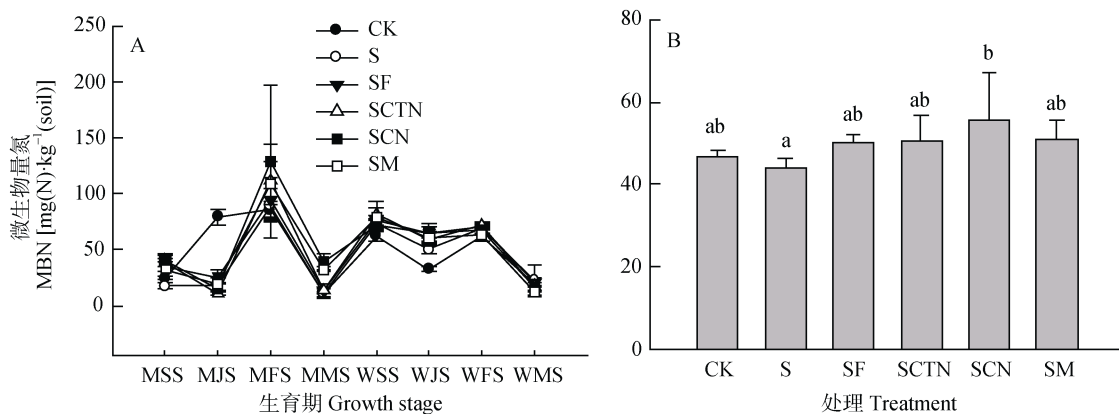 A
微生物量氮
MBN [mg(N)·kg⁻¹(soil)]
250
200
150
100
50
0
CK
S
SF
SCTN
SCN
SM
MSS MJS MFS MMS WSS WJS WFS WMS
生育期 Growth stage
B
80
60
40
20
0
ab a ab ab b ab
CK S SF SCTN SCN SM
处理 Treatment